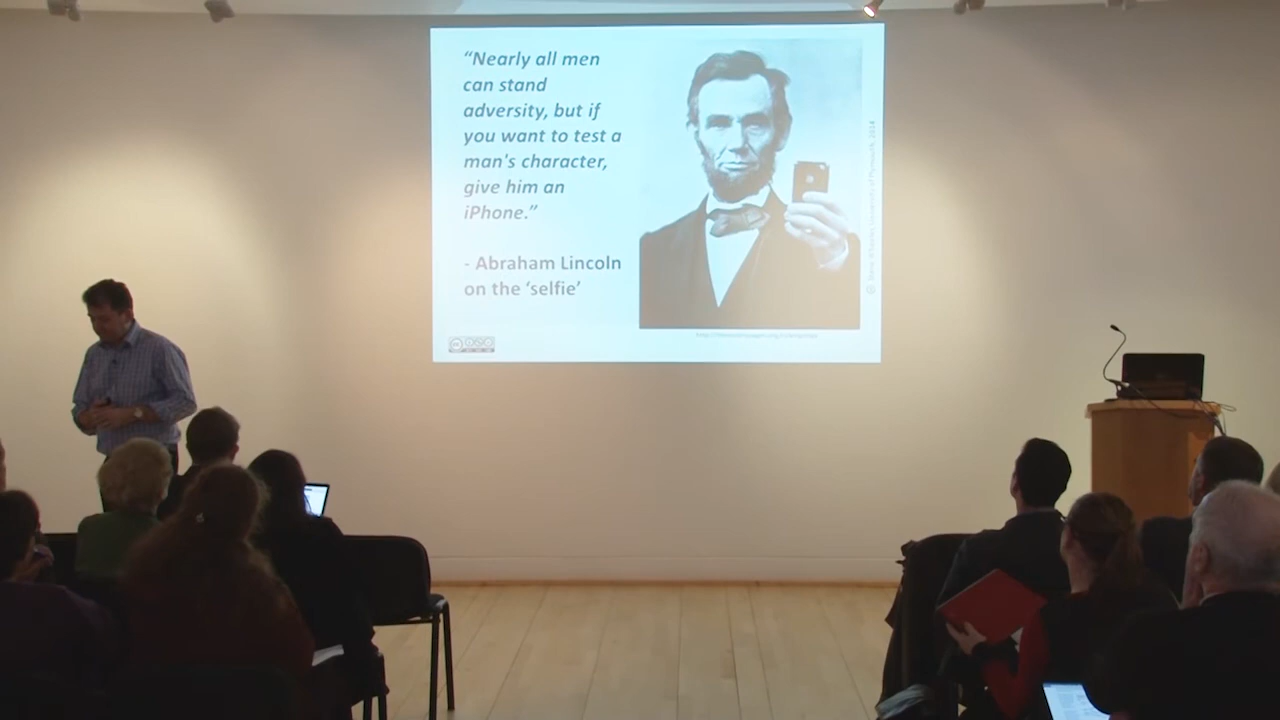 “Nearly all men
can stand
adversity, but if
you want to test a
man's character,
give him an
iPhone.”
- Abraham Lincoln
on the ‘selfie’